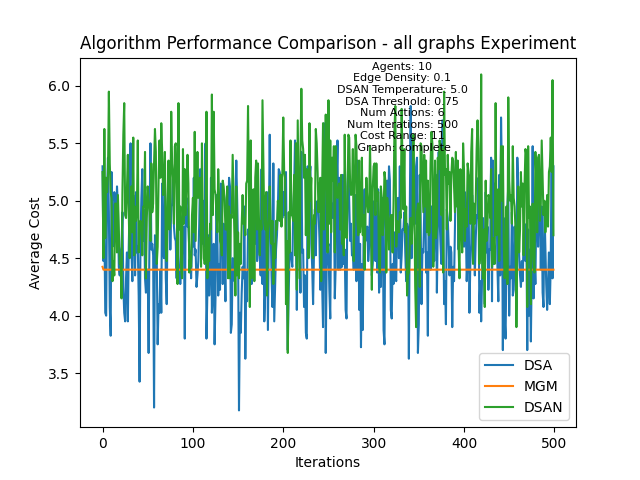 Algorithm Performance Comparison - all graphs Experiment
Agents: 10
Edge Density: 0.1
DSAN Temperature: 5.0
DSA Threshold: 0.75
Num Actions: 6
Num Iterations: 500
Cost Range: 11
Graph: complete
Average Cost
6.0
5.5
5.0
4.5
4.0
3.5
DSA
MGM
DSAN
0 100 200 300 400 500
Iterations